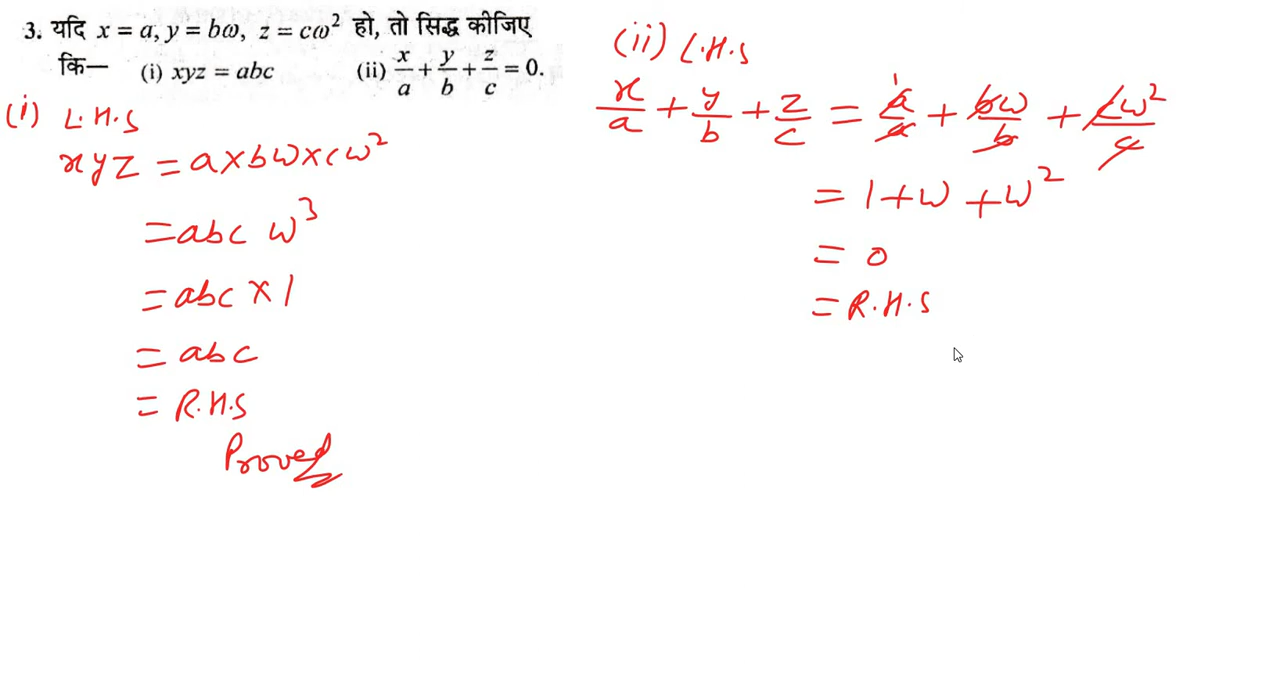 3. यदि x = a, y = bω, z = cω² हो, तो सिद्ध कीजिए
कि— (i) xyz = abc (ii) x/a + y/b + z/c = 0.
(i) L.H.S
xyz = a×bω×cω²
= abc ω³
= abc × 1
= abc
= R.H.S
Proved
(ii) L.H.S
x/a + y/b + z/c = a/a + bω/b + cω²/c
= 1 + ω + ω²
= 0
= R.H.S